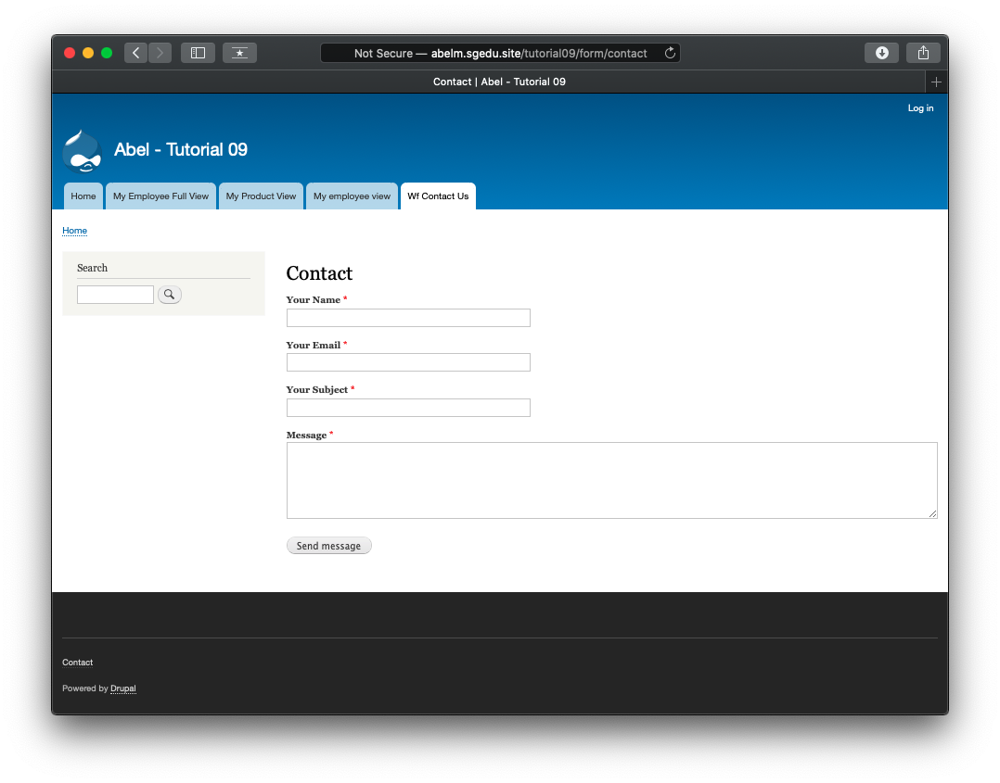 Not Secure — abelm.sgedu.site/tutorial09/form/contact
Contact | Abel - Tutorial 09
Log in
Abel - Tutorial 09
Home My Employee Full View My Product View My employee view Wf Contact Us
Home
Search
Contact
Your Name *
Your Email *
Your Subject *
Message *
Send message
Contact
Powered by Drupal